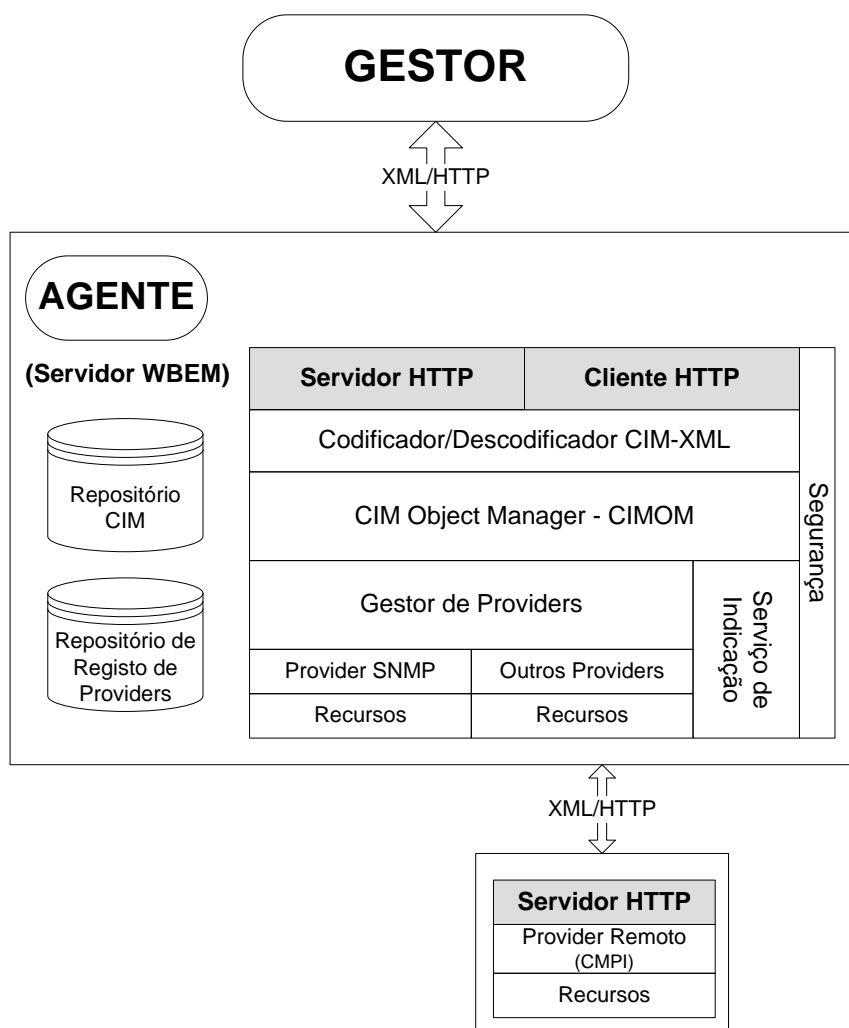 GESTOR
XML/HTTP
AGENTE
(Servidor WBEM)
Servidor HTTP
Cliente HTTP
Codificador/Descodificador CIM-XML
Repositório
CIM
CIM Object Manager - CIMOM
Segurança
Gestor de Providers
Serviço de
Indicação
Repositório de
Registo de
Providers
Provider SNMP
Outros Providers
Recursos
Recursos
XML/HTTP
Servidor HTTP
Provider Remoto
(CMPI)
Recursos